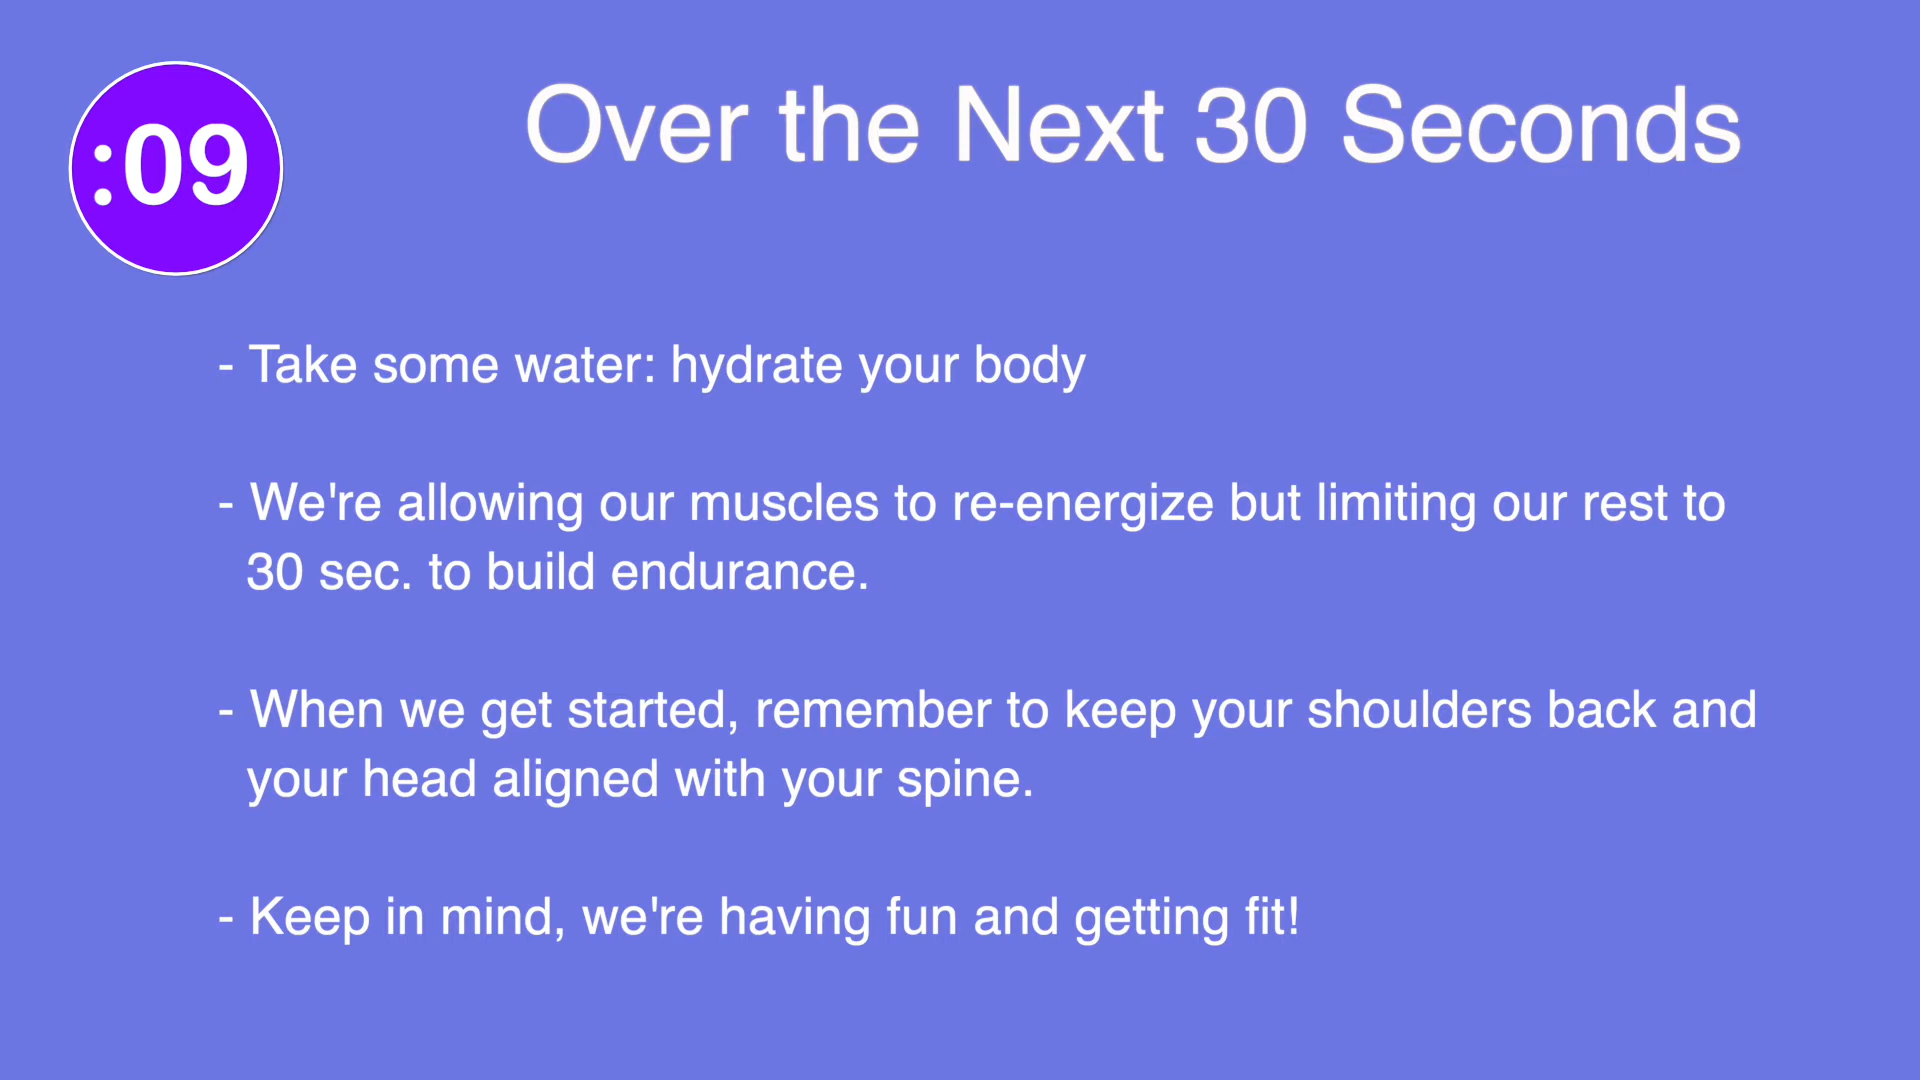 :09
Over the Next 30 Seconds
- Take some water: hydrate your body
- We're allowing our muscles to re-energize but limiting our rest to
30 sec. to build endurance.
- When we get started, remember to keep your shoulders back and
your head aligned with your spine.
- Keep in mind, we're having fun and getting fit!